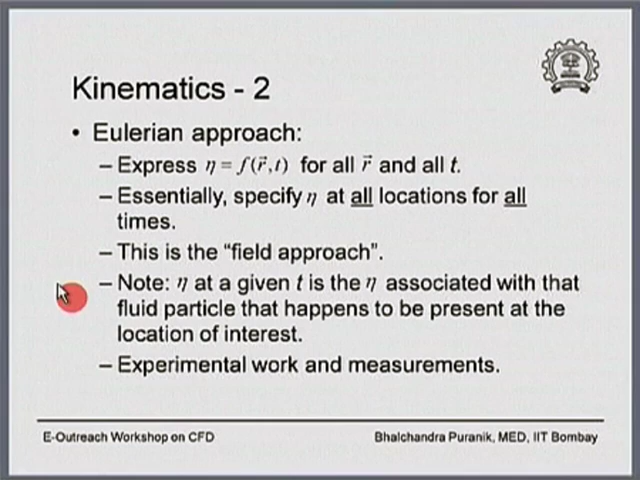 Kinematics - 2
• Eulerian approach:
– Express η = f(r⃗,t) for all r⃗ and all t.
– Essentially, specify η at all locations for all
times.
– This is the “field approach”.
– Note: η at a given t is the η associated with that
fluid particle that happens to be present at the
location of interest.
– Experimental work and measurements.
E-Outreach Workshop on CFD
Bhalchandra Puranik, MED, IIT Bombay